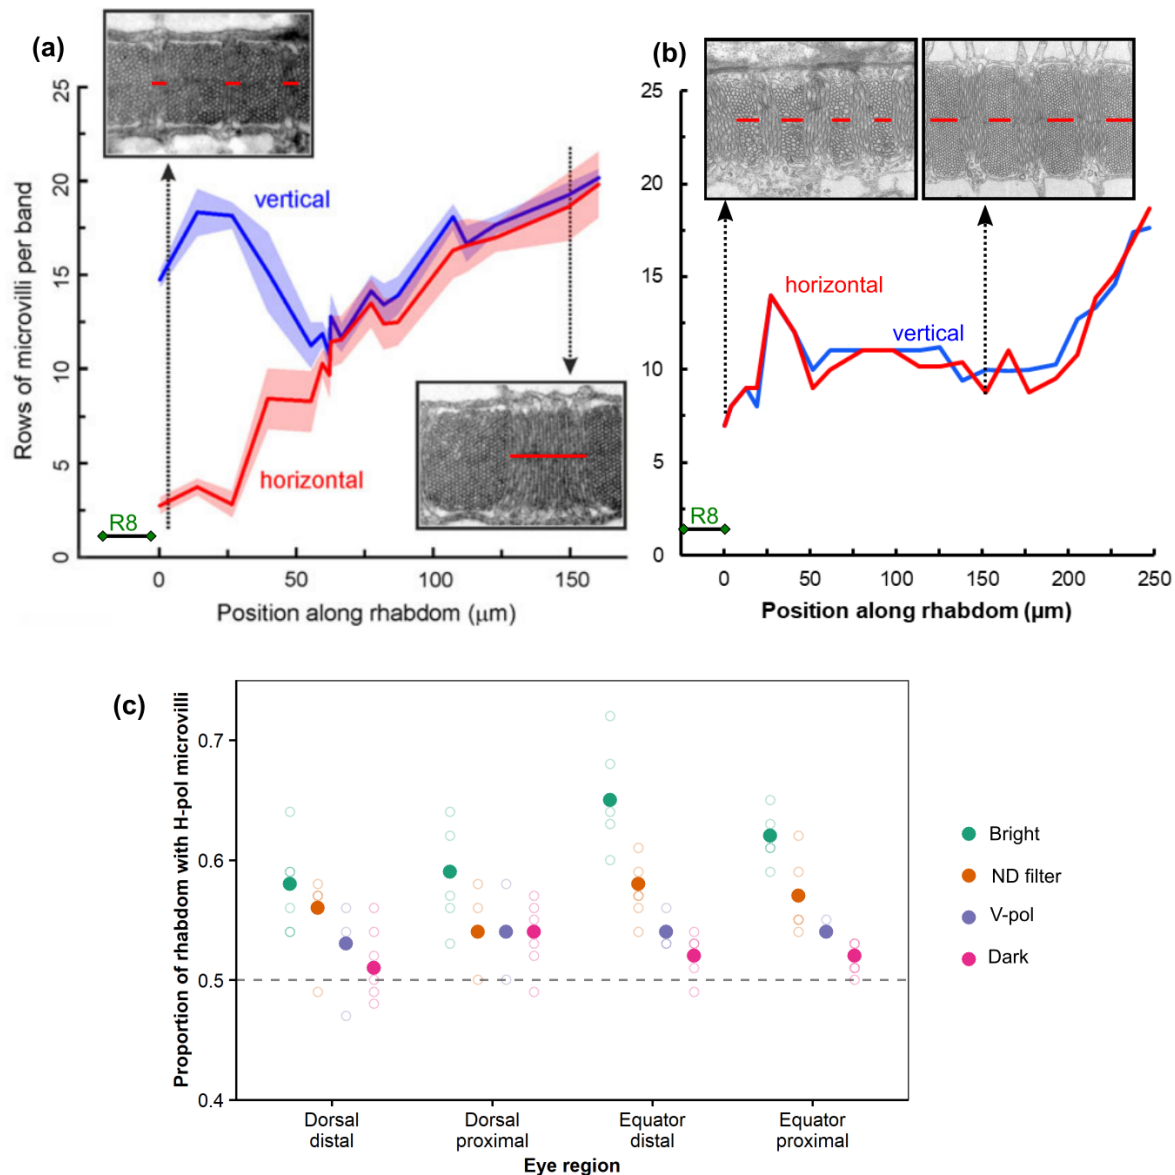 (a)
25
20
15
10
5
0
Rows of microvilli per band
vertical
horizontal
R8
0
50
100
150
Position along rhabdom (μm)
(b)
25
20
15
10
5
0
horizontal
vertical
R8
0
50
100
150
200
250
Position along rhabdom (μm)
(c)
Proportion of rhabdom with H-pol microvilli
0.7
0.6
0.5
0.4
Dorsal
distal
Dorsal
proximal
Equator
distal
Equator
proximal
Eye region
Bright
ND filter
V-pol
Dark